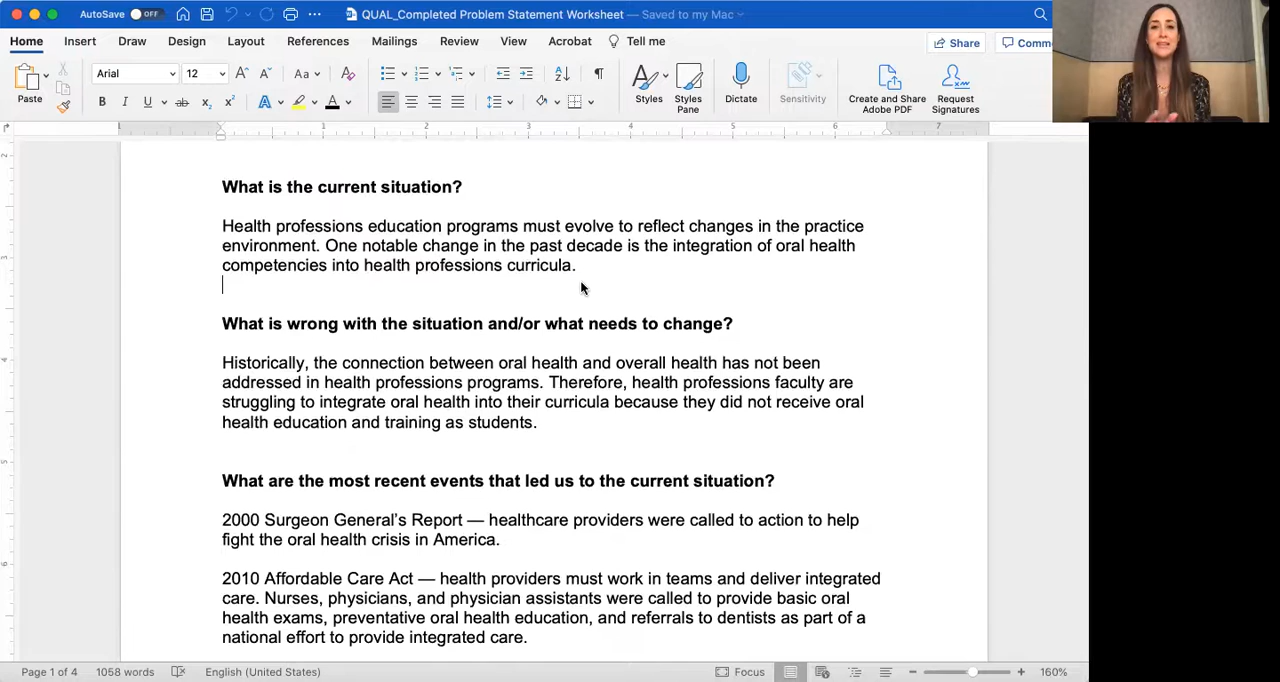 AutoSave OFF QUAL_Completed Problem Statement Worksheet — Saved to my Mac
Home Insert Draw Design Layout References Mailings Review View Acrobat Tell me Share Comm
Paste Arial 12 Aa Styles Styles Pane Dictate Sensitivity Create and Share Adobe PDF Request Signatures
1 1 2 3 4 5 6 7
What is the current situation?
Health professions education programs must evolve to reflect changes in the practice
environment. One notable change in the past decade is the integration of oral health
competencies into health professions curricula.
What is wrong with the situation and/or what needs to change?
Historically, the connection between oral health and overall health has not been
addressed in health professions programs. Therefore, health professions faculty are
struggling to integrate oral health into their curricula because they did not receive oral
health education and training as students.
What are the most recent events that led us to the current situation?
2000 Surgeon General's Report — healthcare providers were called to action to help
fight the oral health crisis in America.
2010 Affordable Care Act — health providers must work in teams and deliver integrated
care. Nurses, physicians, and physician assistants were called to provide basic oral
health exams, preventative oral health education, and referrals to dentists as part of a
national effort to provide integrated care.
Page 1 of 4 1058 words English (United States) Focus 160%